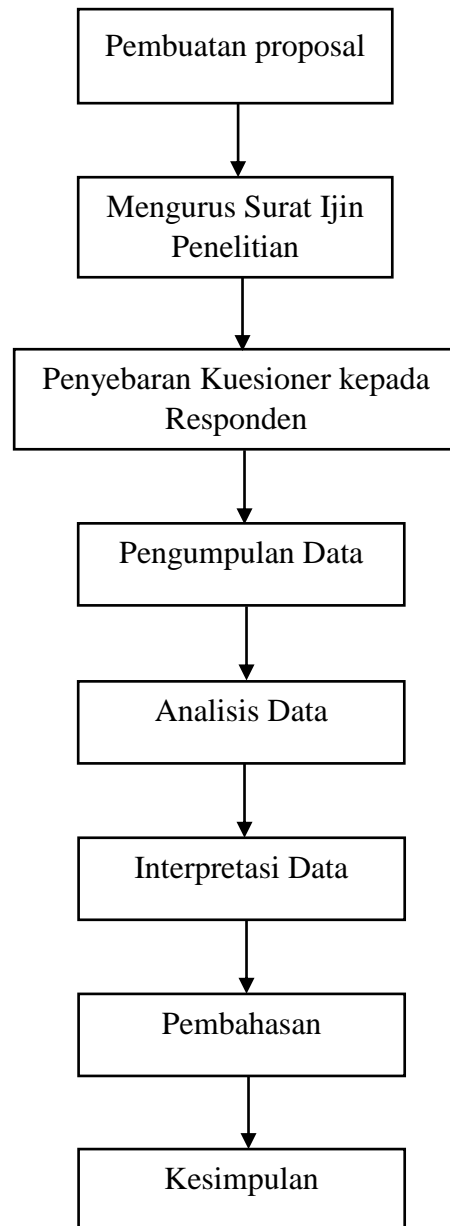 Pembuatan proposal
Mengurus Surat Ijin
Penelitian
Penyebaran Kuesioner kepada
Responden
Pengumpulan Data
Analisis Data
Interpretasi Data
Pembahasan
Kesimpulan